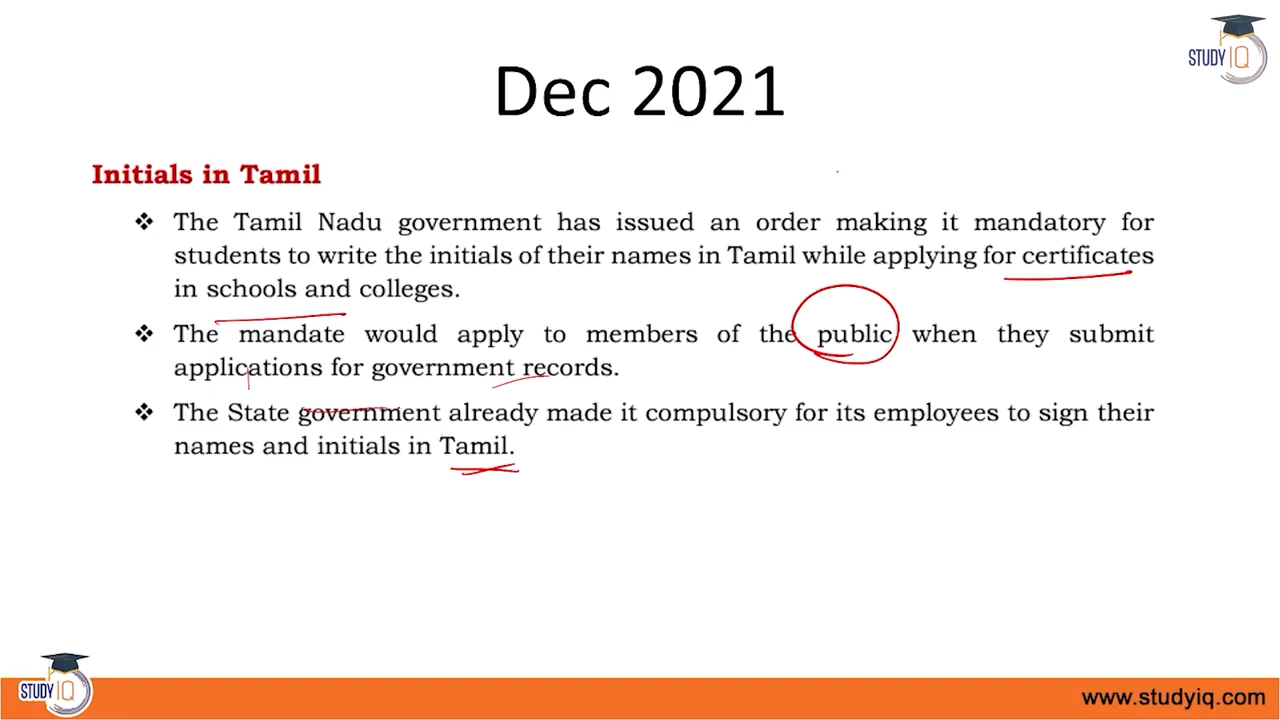 STUDY IQ
Dec 2021
Initials in Tamil
❖ The Tamil Nadu government has issued an order making it mandatory for
students to write the initials of their names in Tamil while applying for certificates
in schools and colleges.
❖ The mandate would apply to members of the public when they submit
applications for government records.
❖ The State government already made it compulsory for its employees to sign their
names and initials in Tamil.
STUDY IQ
www.studyiq.com